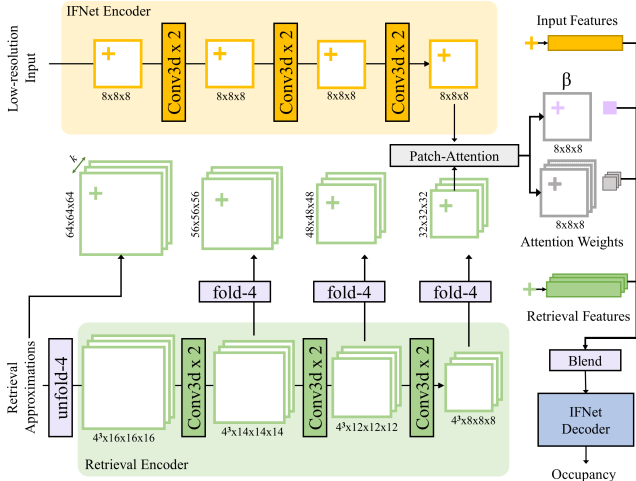 IFNet Encoder
Low-resolution
Input
8x8x8
Conv3d x 2
8x8x8
Conv3d x 2
8x8x8
Conv3d x 2
8x8x8
Input Features
β
8x8x8
Patch-Attention
8x8x8
Attention Weights
k
64x64x64
56x56x56
48x48x48
32x32x32
fold-4
fold-4
fold-4
Retrieval Features
Retrieval
Approximations
unfold-4
4³x16x16x16
Conv3d x 2
4³x14x14x14
Conv3d x 2
4³x12x12x12
Conv3d x 2
4³x8x8x8
Retrieval Encoder
Blend
IFNet
Decoder
Occupancy